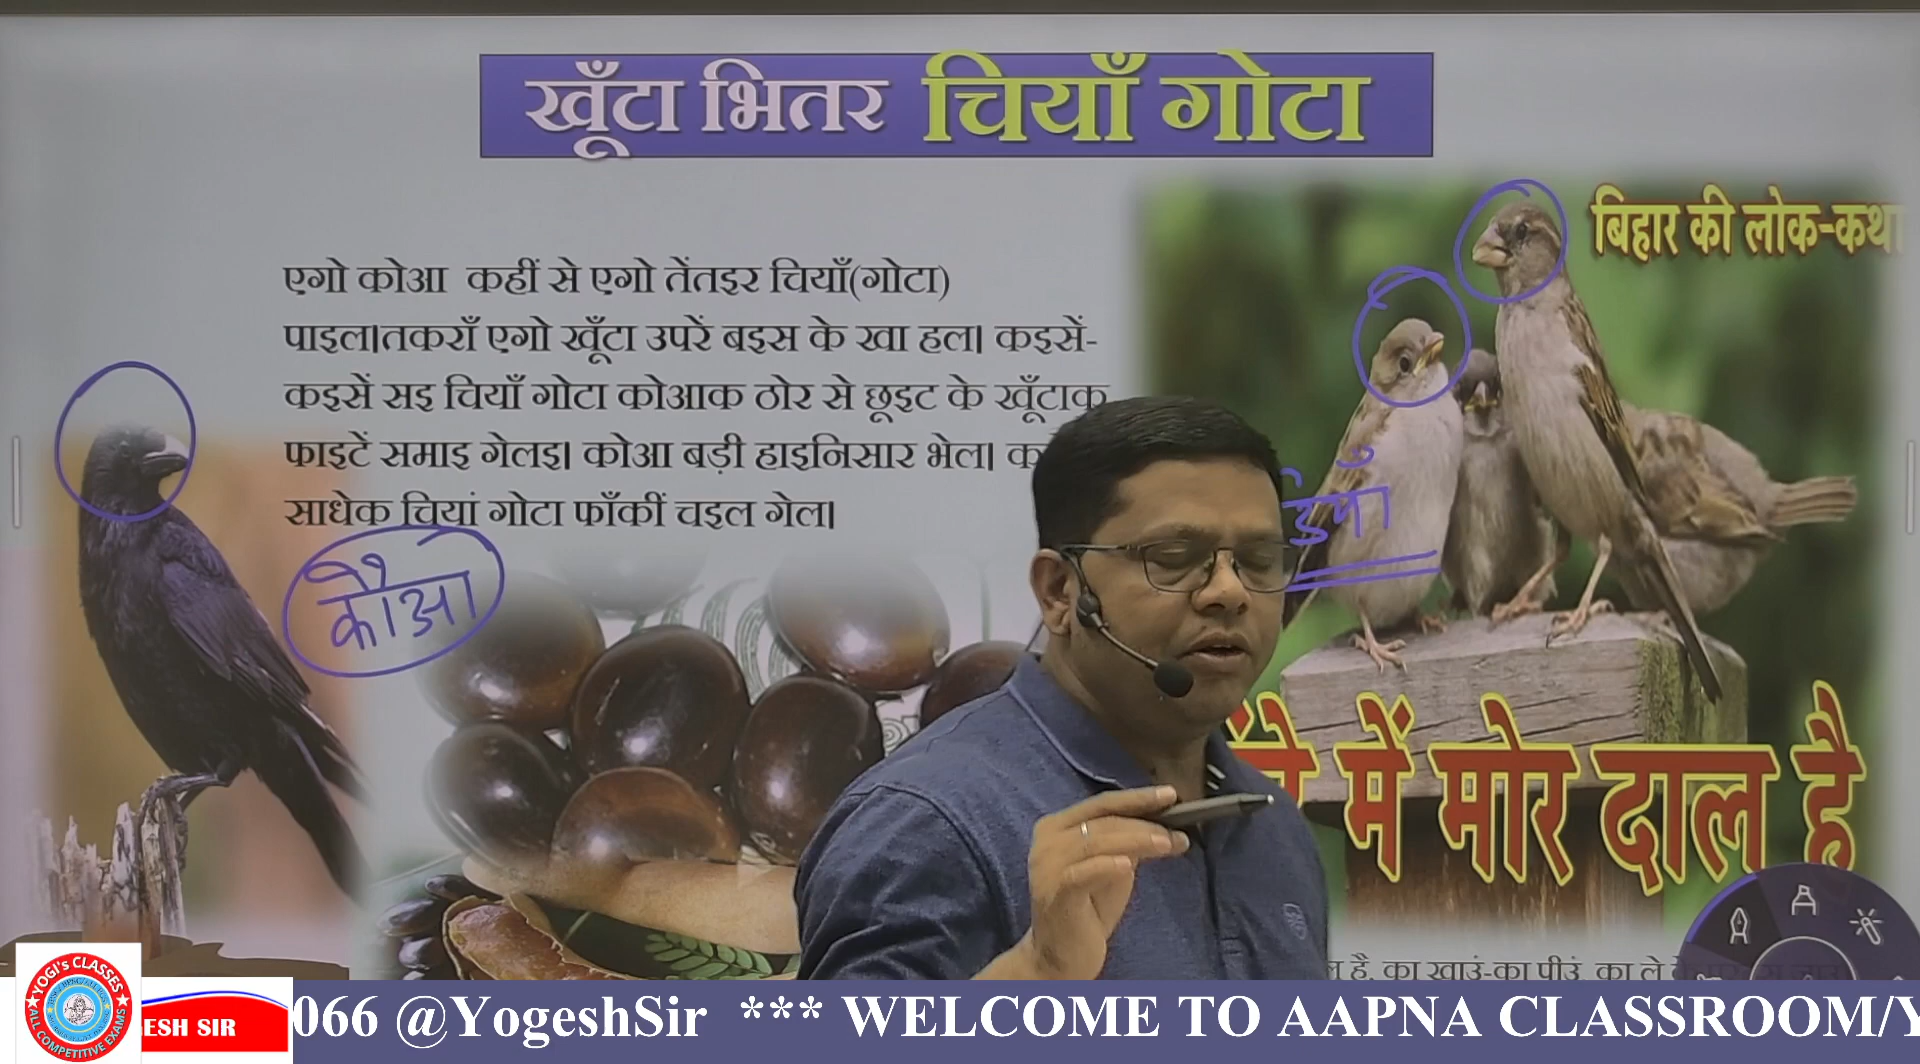 खूँटा भितर चियाँ गोटा
बिहार की लोक-कथा
एगो कोआ कहीं से एगो तेंतइर चियाँ(गोटा)
पाइल।तकराँ एगो खूँटा उपरें बइस के खा हल। कइसें-
कइसें सइ चियाँ गोटा कोआक ठोर से छूइट के खूँटाक
फाइटें समाइ गेलइ। कोआ बड़ी हाइनिसार भेल।
साधेक चियां गोटा फाँकीं चइल गेल।
कौआ
में मोर दाल है
है, का खाउं-का पीउं, का ले
YOGI's CLASSES
ALL COMPETITIVE EXAMS
ESH SIR
066 @YogeshSir *** WELCOME TO AAPNA CLASSROOM/Y